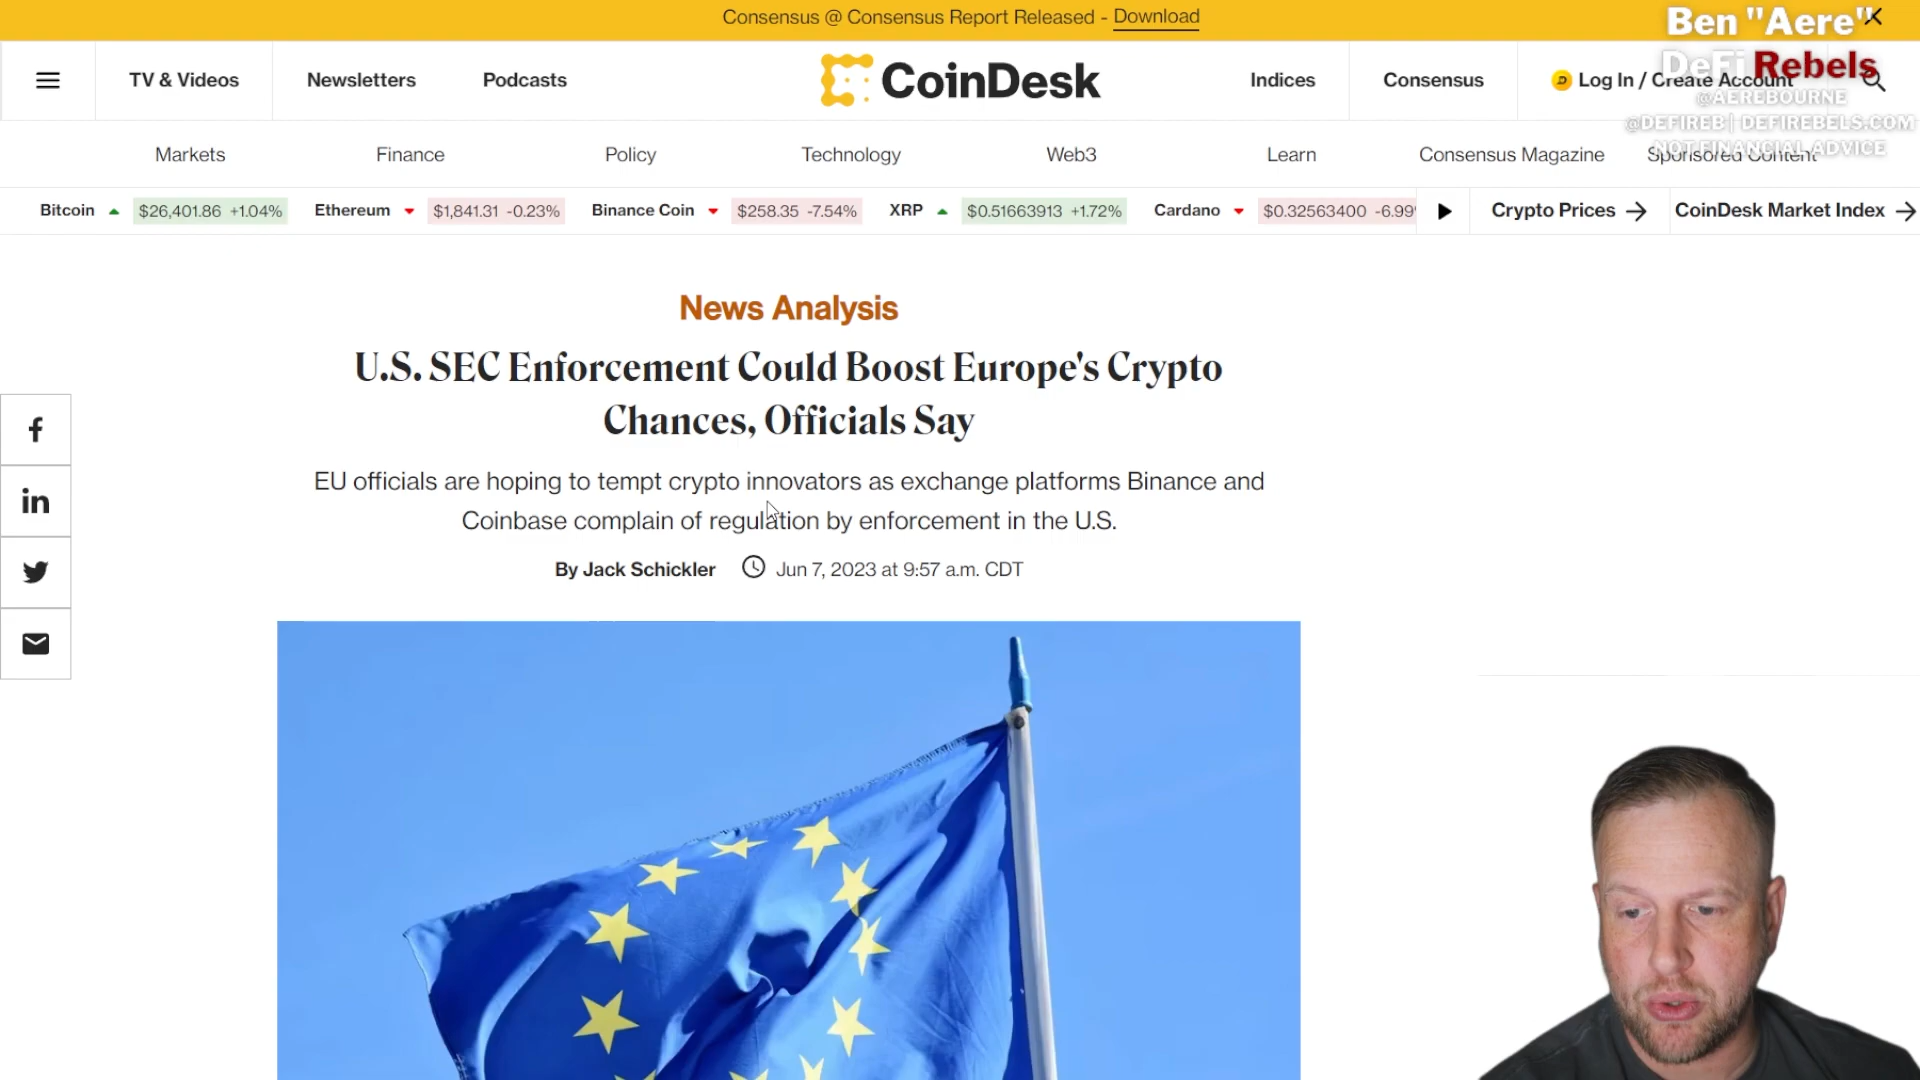 Consensus @ Consensus Report Released - Download
Ben "Aere"
DeFi Rebels
@AEREBOURNE
@DEFIREB | DEFIREBELS.COM
NOT FINANCIAL ADVICE
TV & Videos Newsletters Podcasts CoinDesk Indices Consensus Log In / Create Account
Markets Finance Policy Technology Web3 Learn Consensus Magazine Sponsored Content
Bitcoin $26,401.86 +1.04% Ethereum $1,841.31 -0.23% Binance Coin $258.35 -7.54% XRP $0.51663913 +1.72% Cardano $0.32563400 -6.99% Crypto Prices → CoinDesk Market Index →
News Analysis
U.S. SEC Enforcement Could Boost Europe's Crypto
Chances, Officials Say
EU officials are hoping to tempt crypto innovators as exchange platforms Binance and
Coinbase complain of regulation by enforcement in the U.S.
By Jack Schickler Jun 7, 2023 at 9:57 a.m. CDT